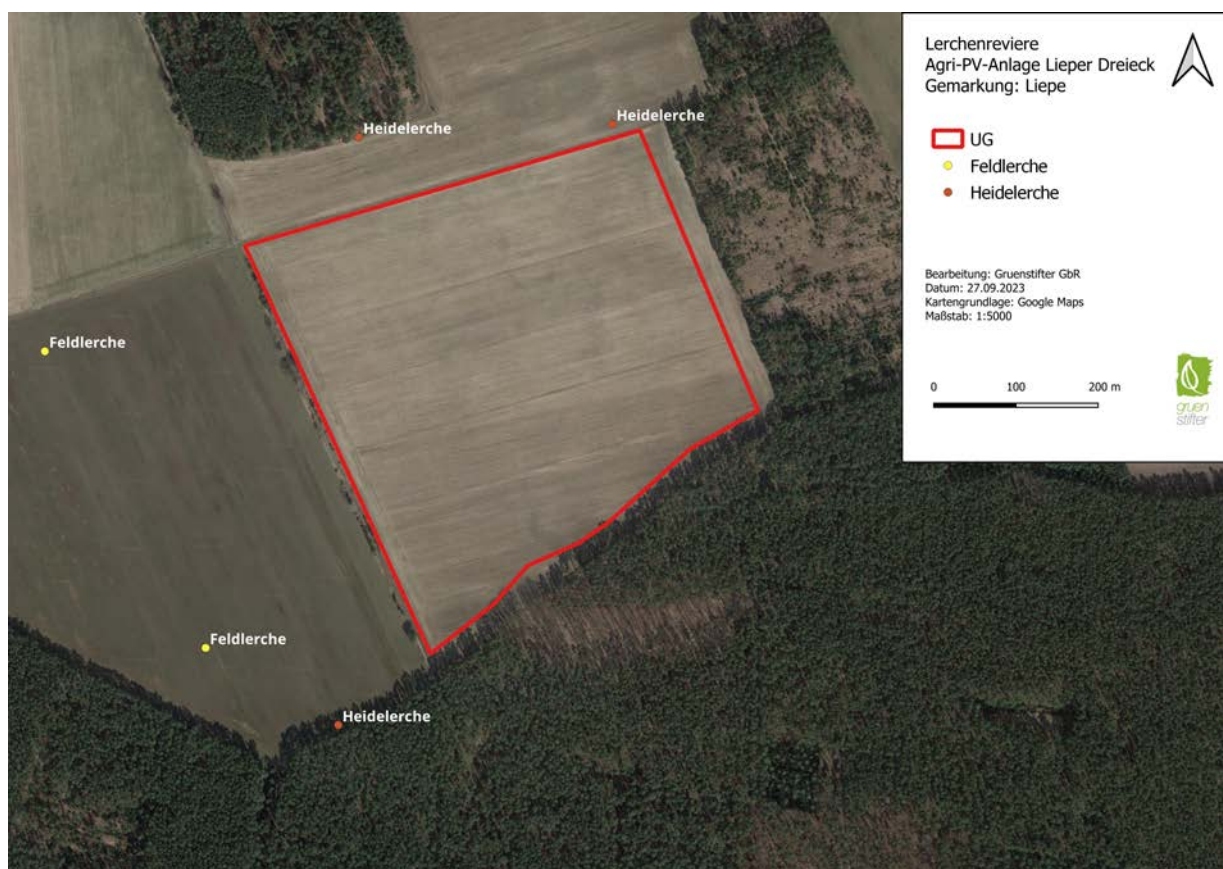 Lerchenreviere
Agri-PV-Anlage Lieper Dreieck
Gemarkung: Liepe
UG
Feldlerche
Heidelerche
Bearbeitung: Gruenstifter GbR
Datum: 27.09.2023
Kartengrundlage: Google Maps
Maßstab: 1:5000
0 100 200 m
gruen
stifter
Heidelerche
Heidelerche
Feldlerche
Feldlerche
Heidelerche